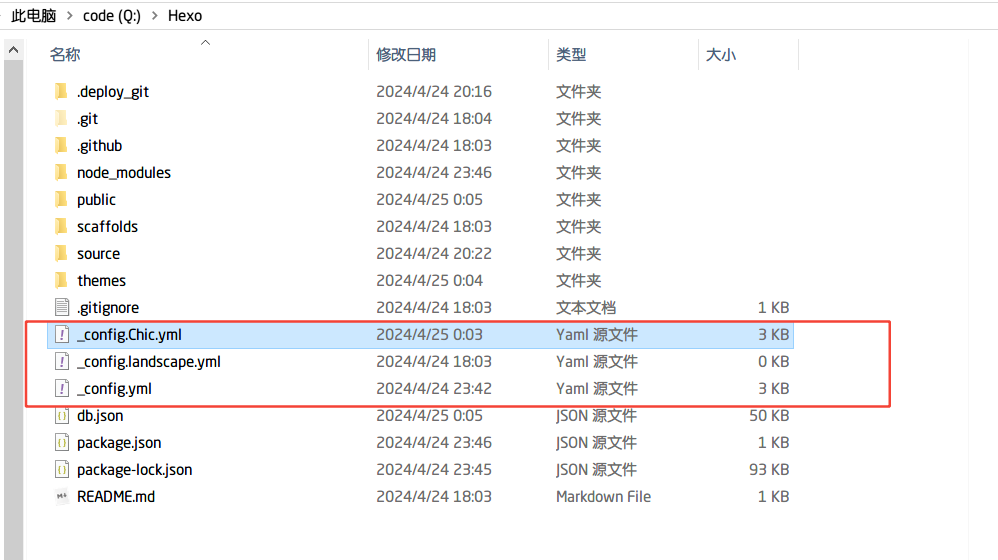 此电脑 > code (Q:) > Hexo
名称 修改日期 类型 大小
.deploy_git 2024/4/24 20:16 文件夹
.git 2024/4/24 18:04 文件夹
.github 2024/4/24 18:03 文件夹
node_modules 2024/4/24 23:46 文件夹
public 2024/4/25 0:05 文件夹
scaffolds 2024/4/24 18:03 文件夹
source 2024/4/24 20:22 文件夹
themes 2024/4/25 0:04 文件夹
.gitignore 2024/4/24 18:03 文本文档 1 KB
_config.Chic.yml 2024/4/25 0:03 Yaml 源文件 3 KB
_config.landscape.yml 2024/4/24 18:03 Yaml 源文件 0 KB
_config.yml 2024/4/24 23:42 Yaml 源文件 3 KB
db.json 2024/4/25 0:05 JSON 源文件 50 KB
package.json 2024/4/24 23:46 JSON 源文件 1 KB
package-lock.json 2024/4/24 23:45 JSON 源文件 93 KB
README.md 2024/4/24 18:03 Markdown File 1 KB